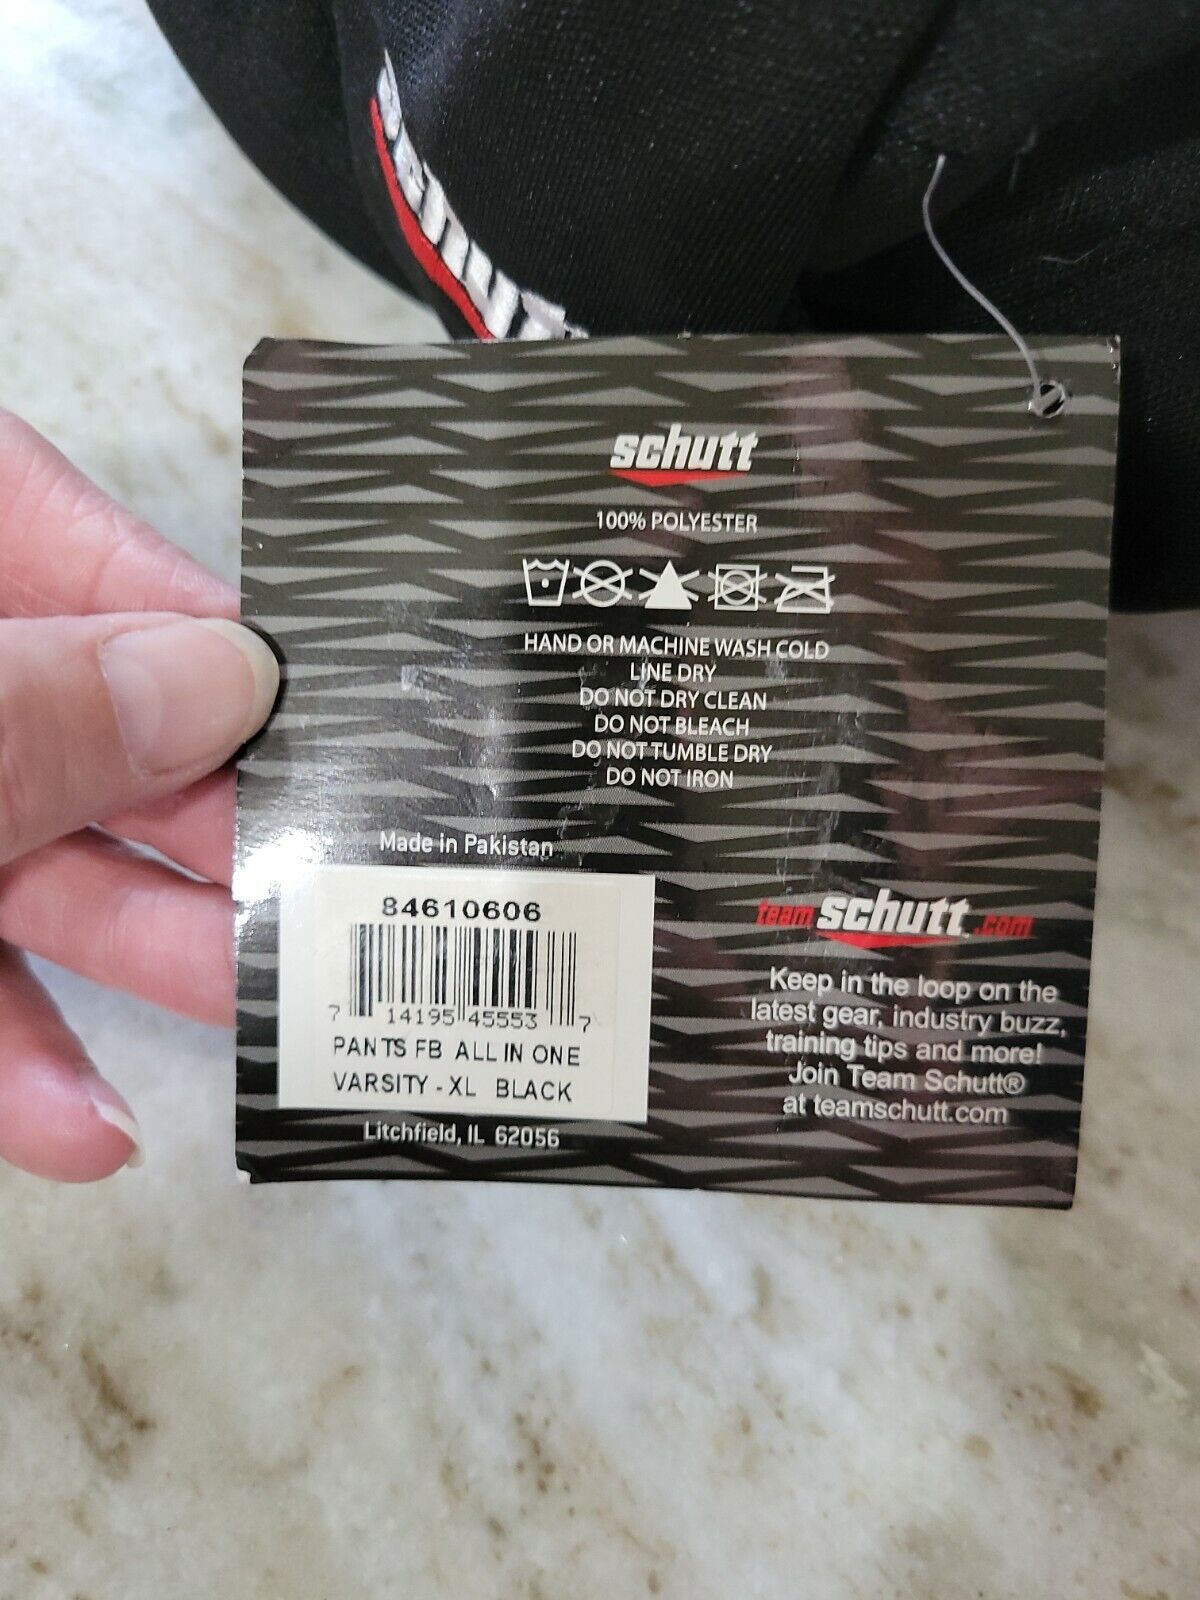 schutt
schutt
100% POLYESTER
HAND OR MACHINE WASH COLD
LINE DRY
DO NOT DRY CLEAN
DO NOT BLEACH
DO NOT TUMBLE DRY
DO NOT IRON
Made in Pakistan
84610606
7 14195 45553 7
PANTS FB ALL IN ONE
VARSITY - XL BLACK
Litchfield, IL 62056
team schutt.com
Keep in the loop on the
latest gear, industry buzz,
training tips and more!
Join Team Schutt®
at teamschutt.com